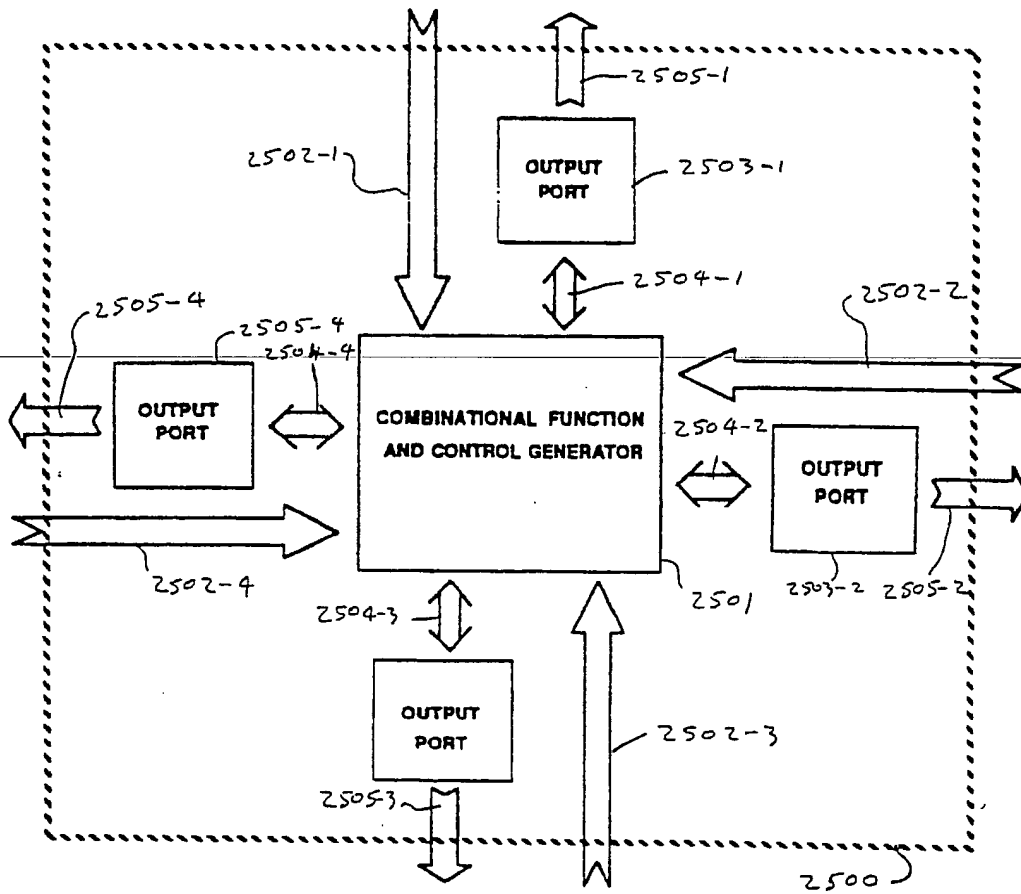 2505-1
2502-1
OUTPUT
PORT
2503-1
2504-1
2502-2
2505-4
2505-4
2504-4
OUTPUT
PORT
COMBINATIONAL FUNCTION
AND CONTROL GENERATOR
2504-2
OUTPUT
PORT
2502-4
2501
2503-2
2505-2
2504-3
OUTPUT
PORT
2502-3
2505-3
2500